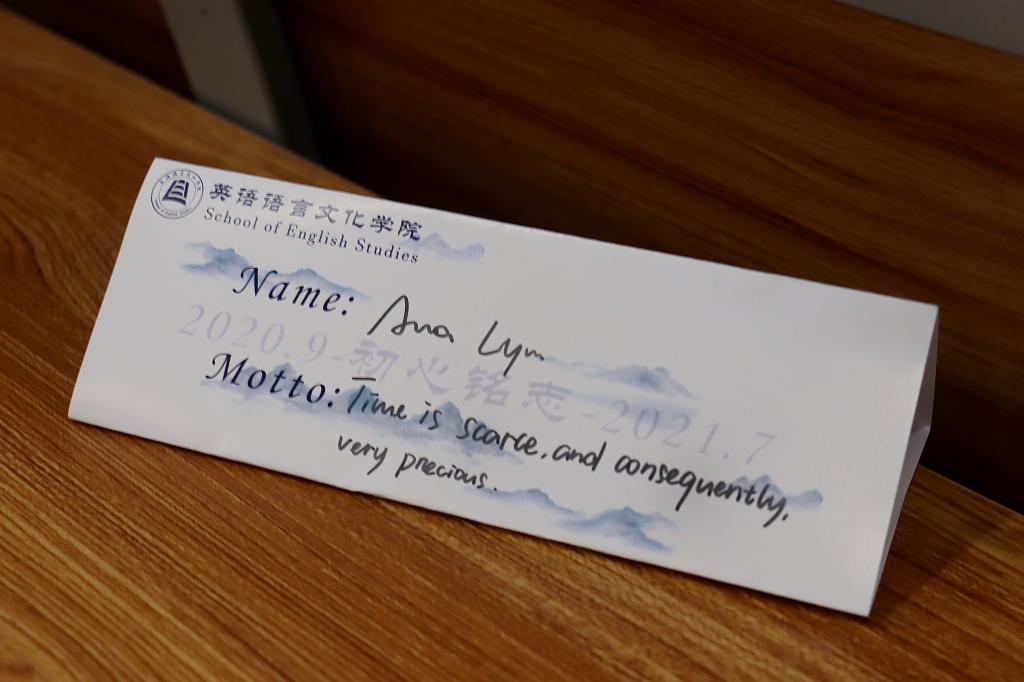 英语语言文化学院
School of English Studies
Name: Ana Lym
2020.9-初心铭志-2021.7
Motto: Time is scarce, and consequently,
very precious.